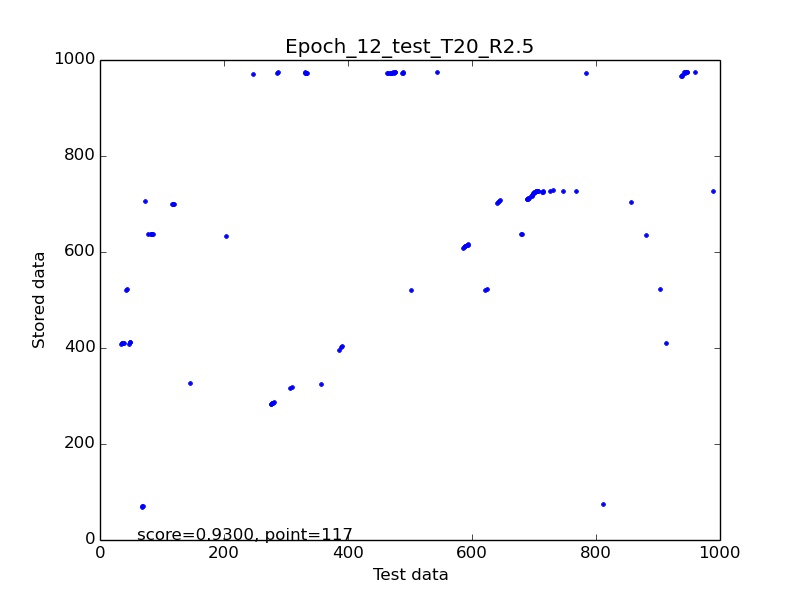 Epoch_12_test_T20_R2.5
1000
800
600
400
200
0
Stored data
score=0.9300, point=117
0 200 400 600 800 1000
Test data